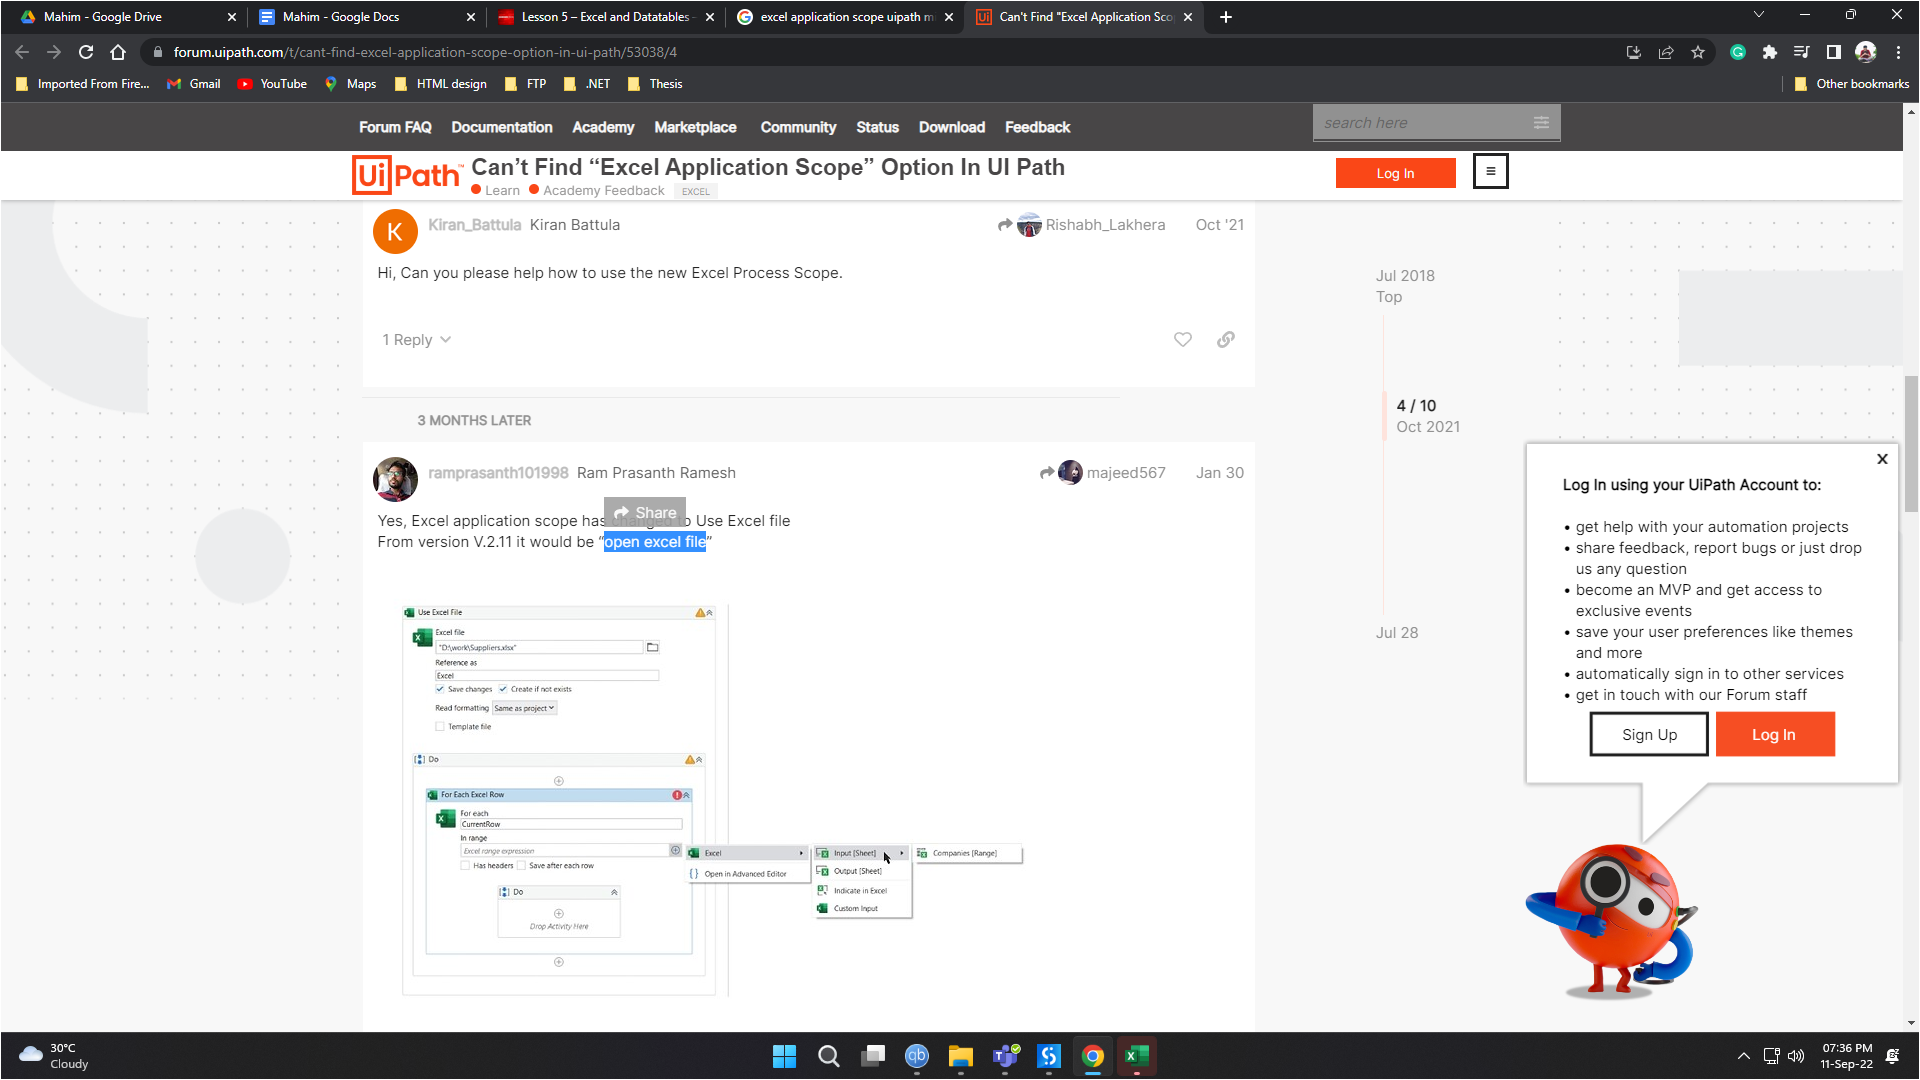 Mahim - Google Drive
Mahim - Google Docs
Lesson 5 – Excel and Datatables
excel application scope uipath m
Can't Find "Excel Application Sco
forum.uipath.com/t/cant-find-excel-application-scope-option-in-ui-path/53038/4
Imported From Fire...
Gmail
YouTube
Maps
HTML design
FTP
.NET
Thesis
Other bookmarks
Forum FAQ
Documentation
Academy
Marketplace
Community
Status
Download
Feedback
search here
UiPath™
Can't Find “Excel Application Scope” Option In UI Path
Learn
Academy Feedback
EXCEL
Log In
Kiran_Battula Kiran Battula
Rishabh_Lakhera
Oct '21
Hi, Can you please help how to use the new Excel Process Scope.
1 Reply
3 MONTHS LATER
ramprasanth101998 Ram Prasanth Ramesh
majeed567
Jan 30
Share
Yes, Excel application scope has changed to Use Excel file
From version V.2.11 it would be “open excel file”
Use Excel File
Excel file
"D:\work\Suppliers.xlsx"
Reference as
Excel
Save changes
Create if not exists
Read formatting
Same as project
Template file
Do
For Each Excel Row
For each
CurrentRow
In range
Excel range expression
Has headers
Save after each row
Do
Drop Activity Here
Excel
Open in Advanced Editor
Input [Sheet]
Output [Sheet]
Indicate in Excel
Custom Input
Companies [Range]
Jul 2018
Top
4 / 10
Oct 2021
Jul 28
x
Log In using your UiPath Account to:
• get help with your automation projects
• share feedback, report bugs or just drop
us any question
• become an MVP and get access to
exclusive events
• save your user preferences like themes
and more
• automatically sign in to other services
• get in touch with our Forum staff
Sign Up
Log In
30°C
Cloudy
07:36 PM
11-Sep-22